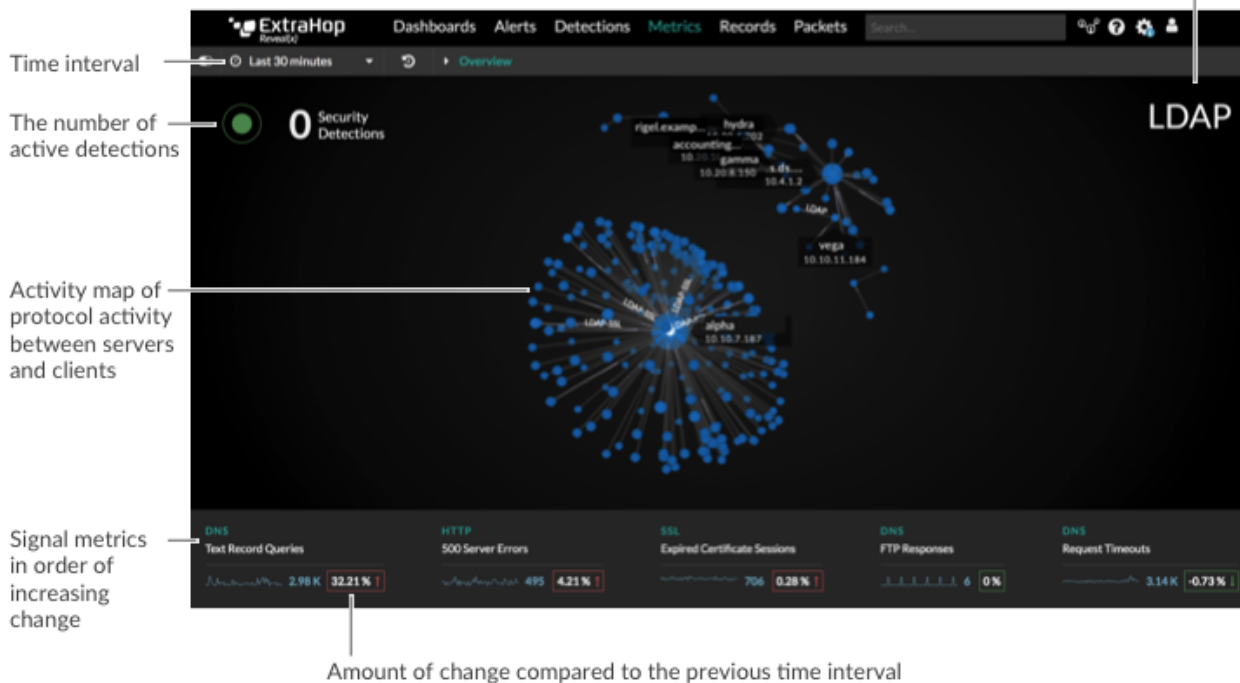 ExtraHop
Reveal(x)
Dashboards Alerts Detections Metrics Records Packets Search...
Time interval
Last 30 minutes
Overview
The number of
active detections
0 Security
Detections
LDAP
rigel.examp...
hydra
accounting...
gamma
10.20.8.150
s.ds....
10.4.1.2
LDAP
vega
10.10.11.184
Activity map of
protocol activity
between servers
and clients
LDAP-SSL
LDAP-SSL
LDAP-SSL
alpha
10.10.7.187
Signal metrics
in order of
increasing
change
DNS
Text Record Queries
2.98 K 32.21 % ↑
HTTP
500 Server Errors
495 4.21 % ↑
SSL
Expired Certificate Sessions
706 0.28 % ↑
DNS
FTP Responses
6 0 %
DNS
Request Timeouts
3.14 K -0.73 % ↓
Amount of change compared to the previous time interval